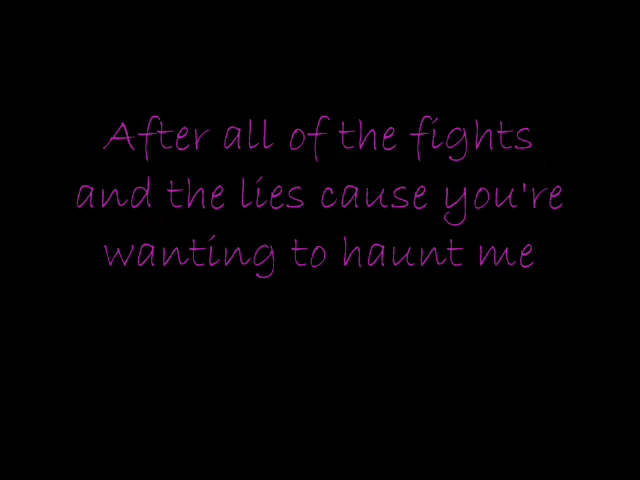 After all of the fights
and the lies cause you're
wanting to haunt me